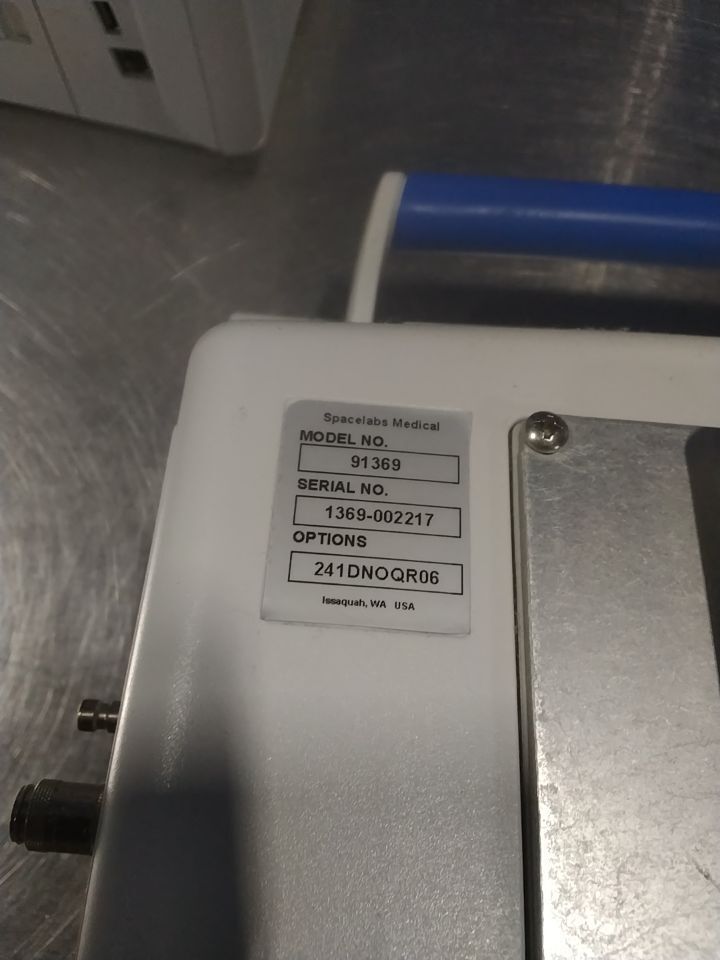 Spacelabs Medical
MODEL NO.
91369
SERIAL NO.
1369-002217
OPTIONS
241DNOQR06
Issaquah, WA USA